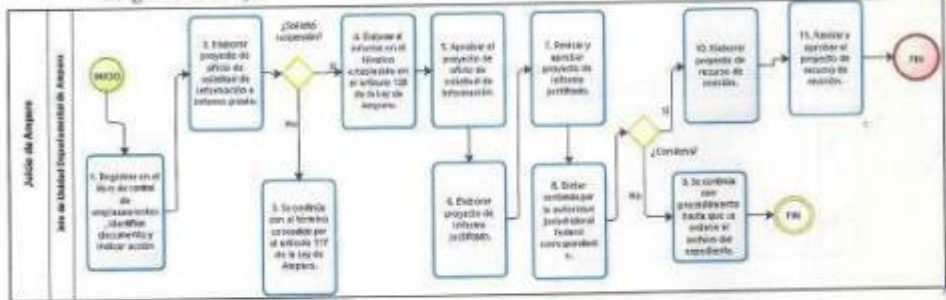 Juicio de Amparo
Jefe de Unidad Departamental de Amparo
INICIO
1. Registrar en el
libro de control
de
emplazamientos
, identificar
documento y
indicar acción
2. Elaborar
proyecto de
oficio de
solicitud de
información e
informe previo.
¿Solicitó
suspensión?
Si
No
3. Se continúa
con el término
concedido por
el artículo 117
de la Ley de
Amparo.
4. Elaborar el
informe en el
término
establecido en
el artículo
de la Ley de
Amparo.
5. Aprobar el
proyecto de
oficio de
solicitud de
información.
6. Elaborar
proyecto de
informe
justificado.
7. Revisar y
aprobar
proyecto de
informe
justificado.
8. Emitir
sentencia por
la autoridad
jurisdiccional
Federal
correspondient
e.
¿Condena?
Si
No
9. Se continúa
con
procedimiento
hasta que se
ordene el
archivo del
expediente.
FIN
10. Elaborar
proyecto de
recurso de
revisión.
11. Revisar y
aprobar el
proyecto de
recurso de
revisión.
FIN